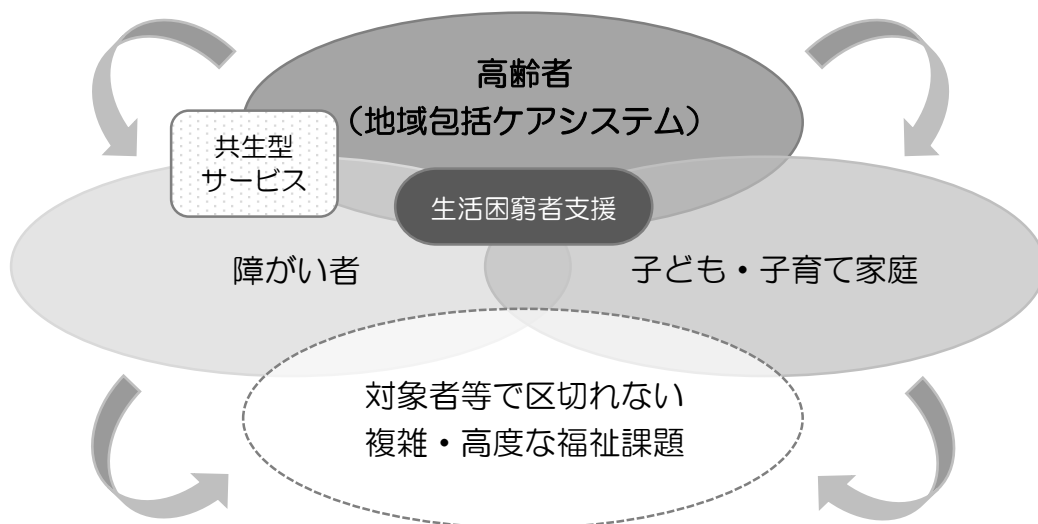 高齢者
（地域包括ケアシステム）
共生型
サービス
生活困窮者支援
障がい者
子ども・子育て家庭
対象者等で区切れない
複雑・高度な福祉課題